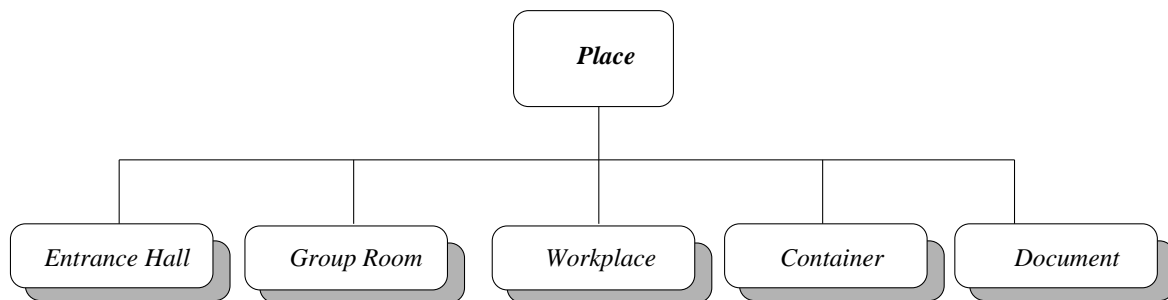 Place
Entrance Hall
Group Room
Workplace
Container
Document